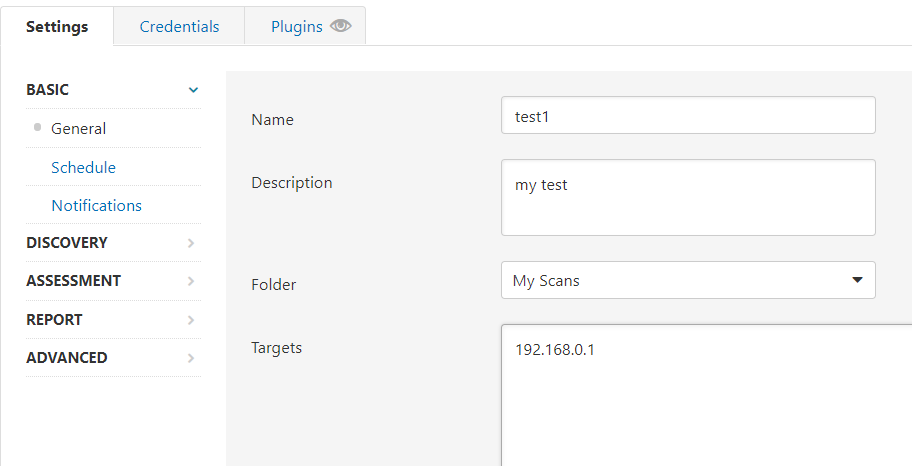 Settings Credentials Plugins
BASIC
General
Schedule
Notifications
DISCOVERY
ASSESSMENT
REPORT
ADVANCED
Name test1
Description my test
Folder My Scans
Targets 192.168.0.1